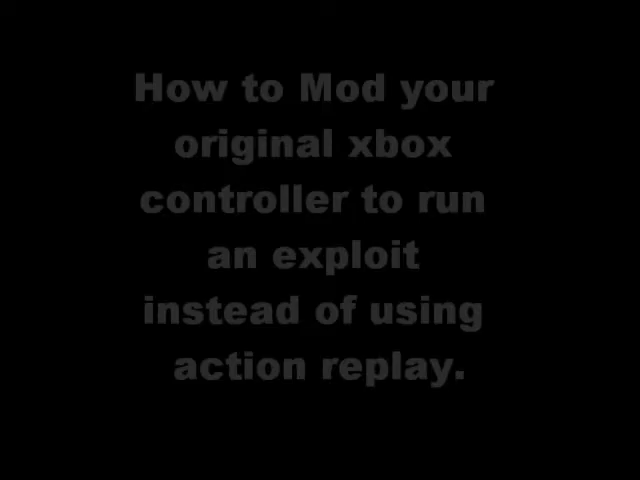 How to Mod your
original xbox
controller to run
an exploit
instead of using
action replay.